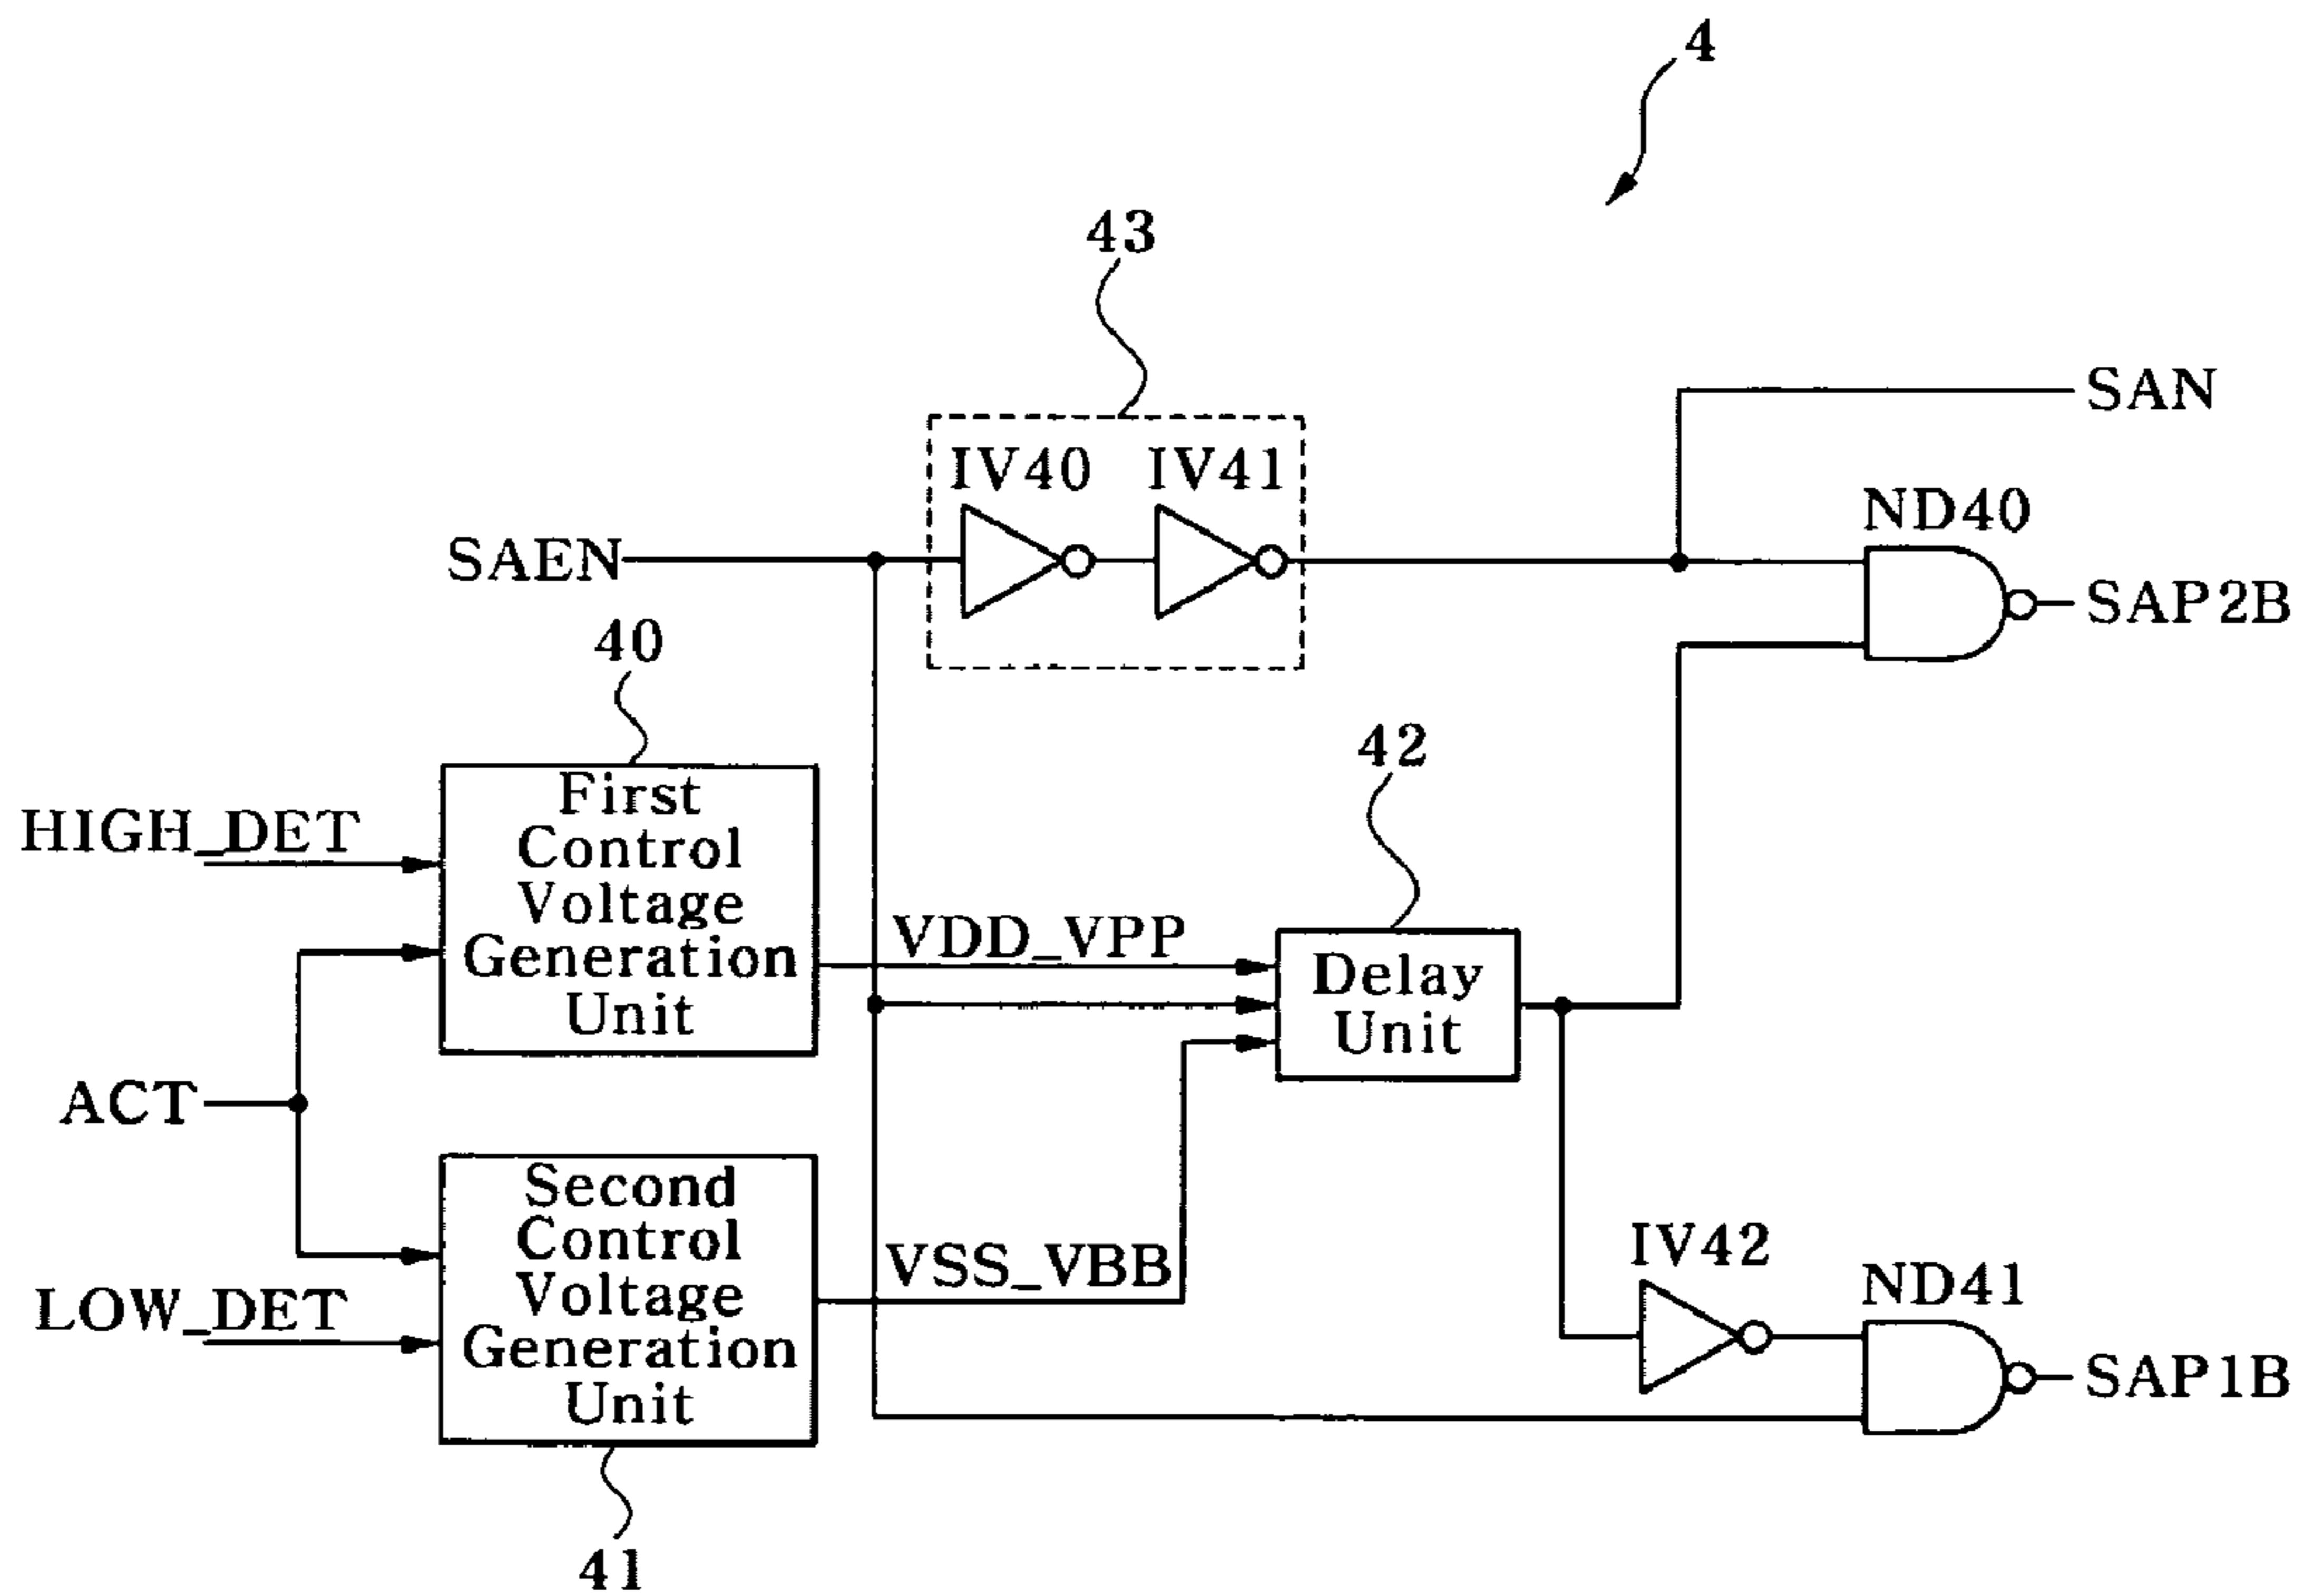 4
43
SAN
IV40 IV41
ND40
SAEN
SAP2B
40
42
First
Control
Voltage
Generation
Unit
HIGH_DET
VDD_VPP
Delay
Unit
ACT
Second
Control
Voltage
Generation
Unit
VSS_VBB
IV42
ND41
LOW_DET
SAP1B
41